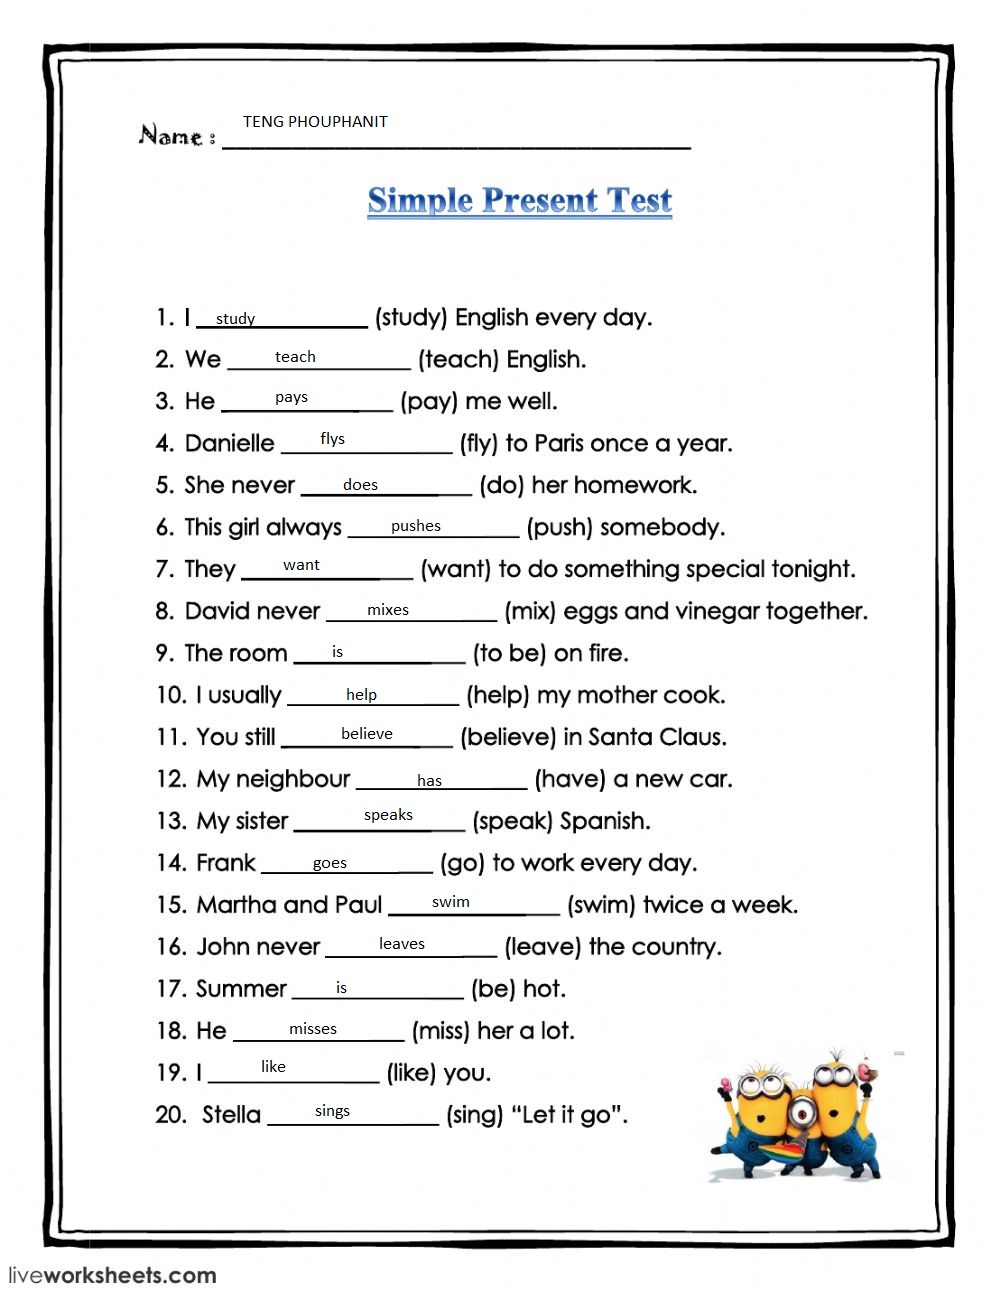 Name : TENG PHOUPHANIT
Simple Present Test
1. I study (study) English every day.
2. We teach (teach) English.
3. He pays (pay) me well.
4. Danielle flys (fly) to Paris once a year.
5. She never does (do) her homework.
6. This girl always pushes (push) somebody.
7. They want (want) to do something special tonight.
8. David never mixes (mix) eggs and vinegar together.
9. The room is (to be) on fire.
10. I usually help (help) my mother cook.
11. You still believe (believe) in Santa Claus.
12. My neighbour has (have) a new car.
13. My sister speaks (speak) Spanish.
14. Frank goes (go) to work every day.
15. Martha and Paul swim (swim) twice a week.
16. John never leaves (leave) the country.
17. Summer is (be) hot.
18. He misses (miss) her a lot.
19. I like (like) you.
20. Stella sings (sing) “Let it go”.
liveworksheets.com